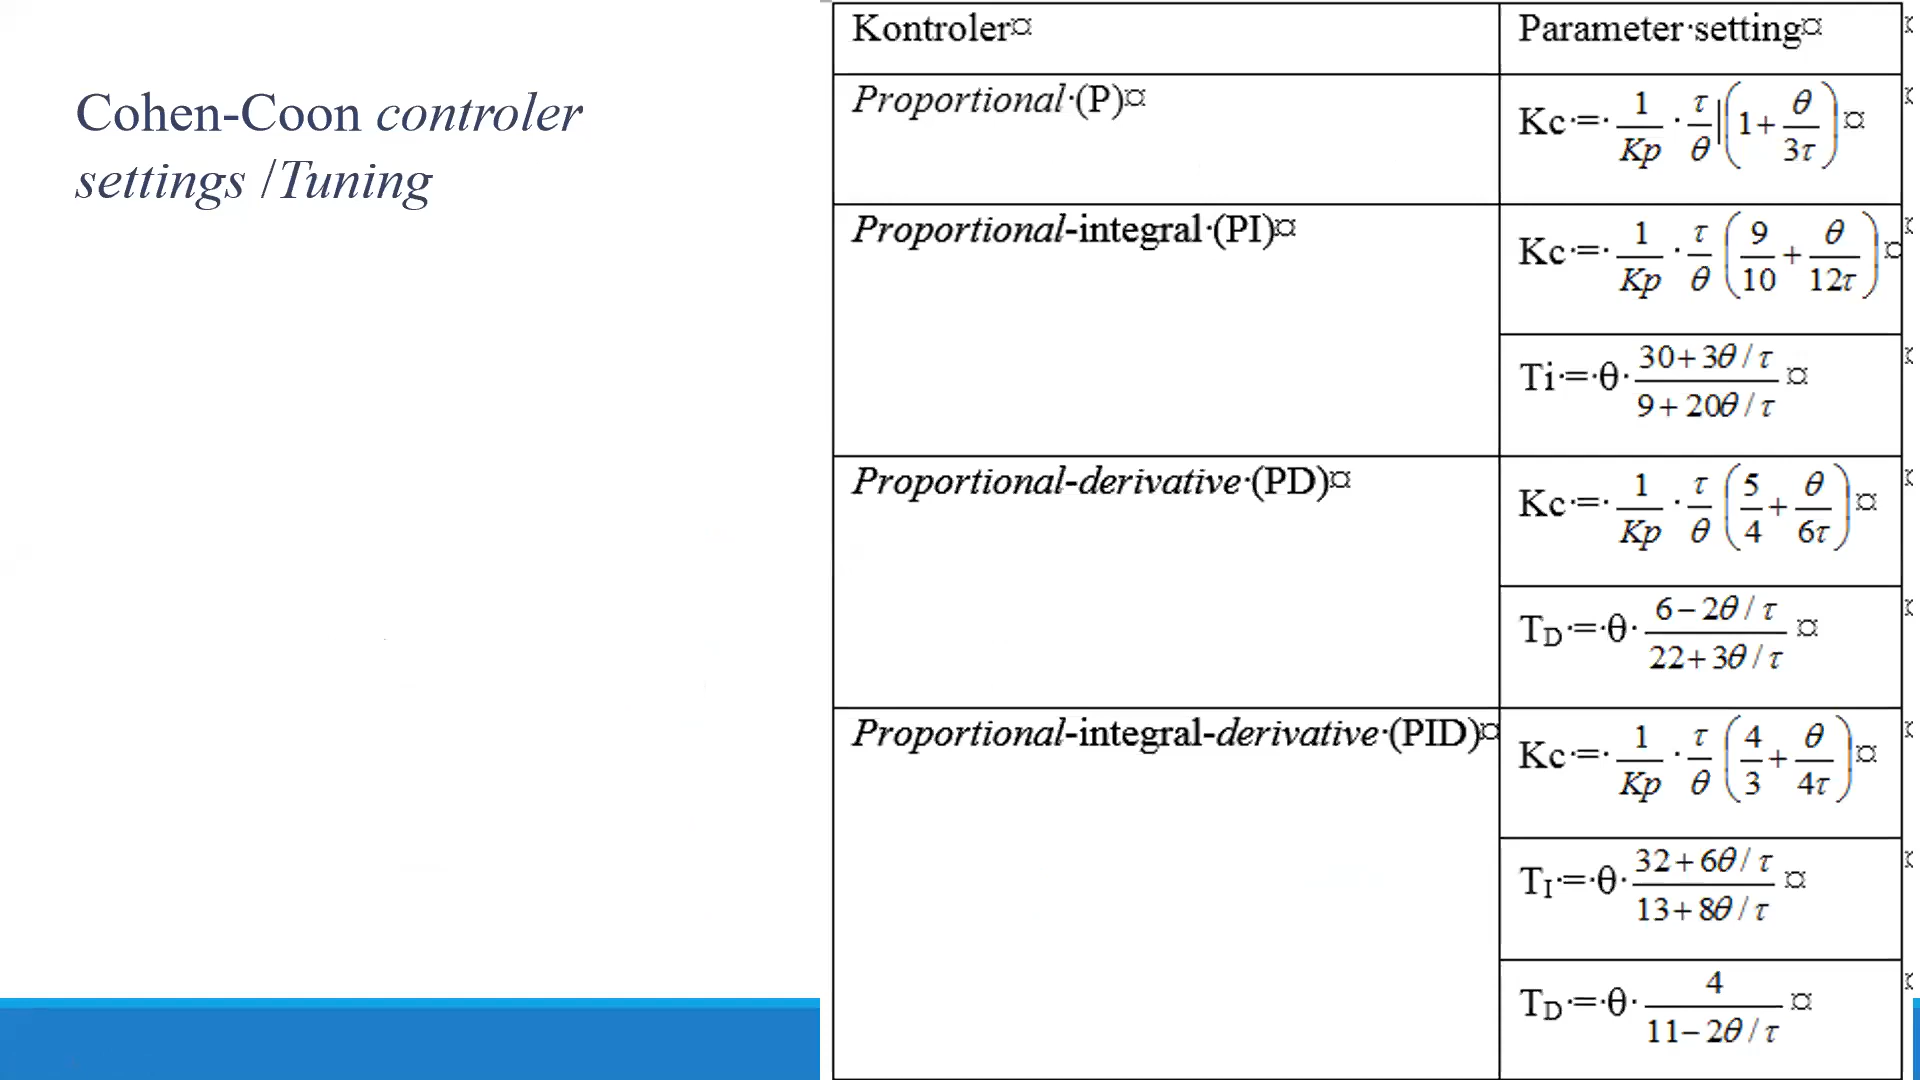 Cohen-Coon controler
settings /Tuning
Kontroler¤
Parameter·setting¤
Proportional·(P)¤
Kc·=· 1/Kp · τ/θ |(1 + θ/3τ)¤
Proportional-integral·(PI)¤
Kc·=· 1/Kp · τ/θ (9/10 + θ/12τ)¤
Ti·=·θ· (30 + 3θ/τ)/(9 + 20θ/τ)¤
Proportional-derivative·(PD)¤
Kc·=· 1/Kp · τ/θ (5/4 + θ/6τ)¤
T_D·=·θ· (6 − 2θ/τ)/(22 + 3θ/τ)¤
Proportional-integral-derivative·(PID)¤
Kc·=· 1/Kp · τ/θ (4/3 + θ/4τ)¤
T_I·=·θ· (32 + 6θ/τ)/(13 + 8θ/τ)¤
T_D·=·θ· 4/(11 − 2θ/τ)¤